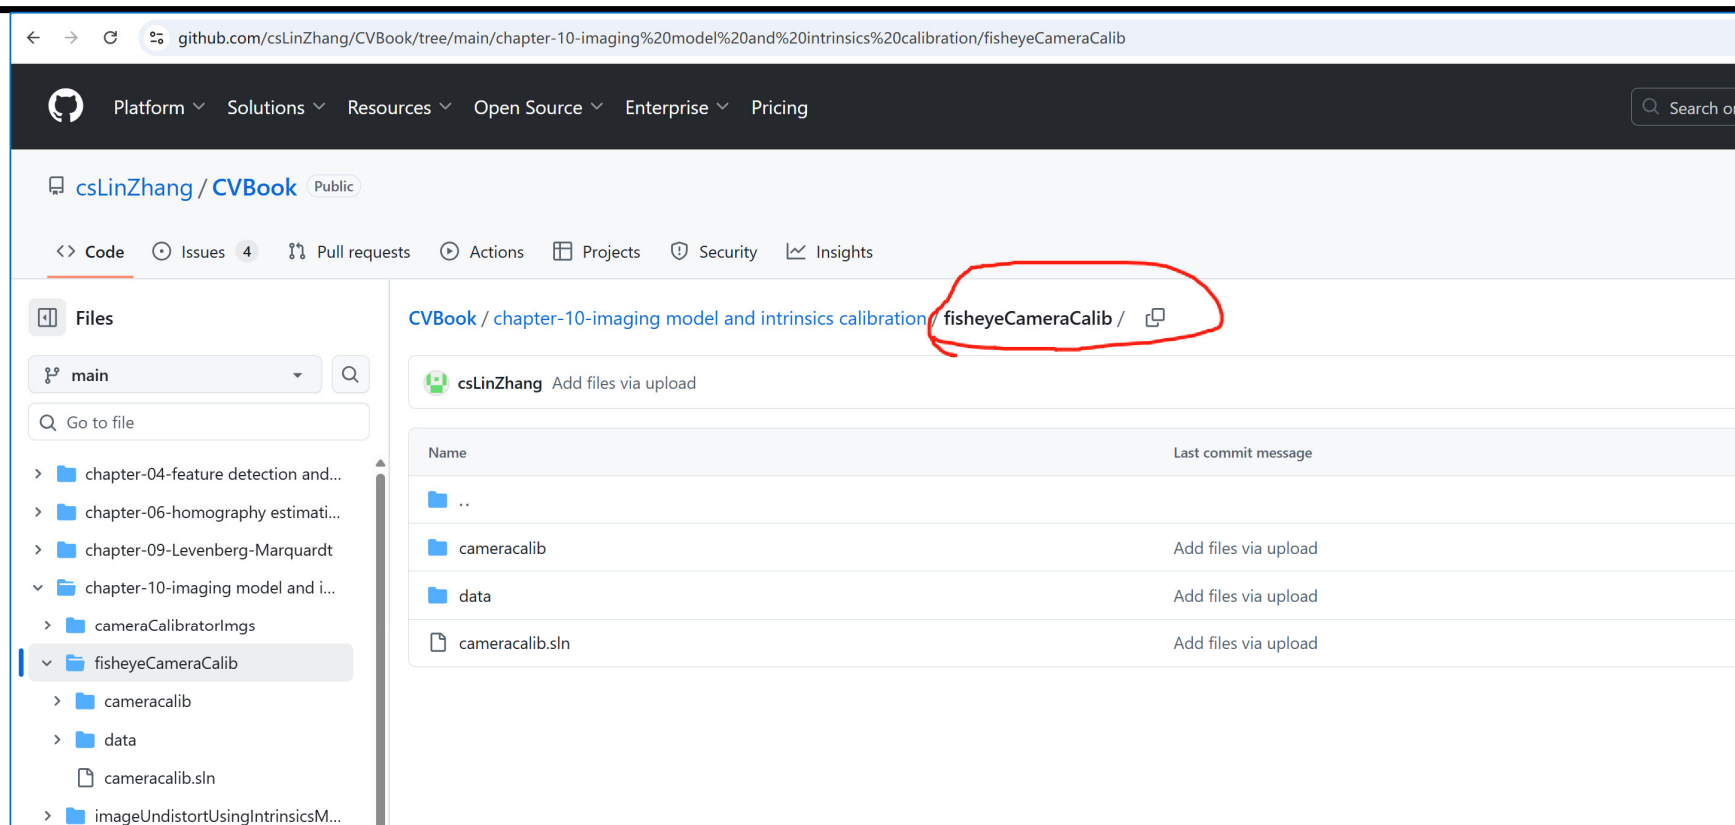 github.com/csLinZhang/CVBook/tree/main/chapter-10-imaging%20model%20and%20intrinsics%20calibration/fisheyeCameraCalib
Platform Solutions Resources Open Source Enterprise Pricing
Search or
csLinZhang / CVBook Public
Code Issues 4 Pull requests Actions Projects Security Insights
Files
main
Go to file
chapter-04-feature detection and...
chapter-06-homography estimati...
chapter-09-Levenberg-Marquardt
chapter-10-imaging model and i...
cameraCalibratorImgs
fisheyeCameraCalib
cameracalib
data
cameracalib.sln
imageUndistortUsingIntrinsicsM...
CVBook / chapter-10-imaging model and intrinsics calibration / fisheyeCameraCalib /
csLinZhang Add files via upload
Name Last commit message
..
cameracalib Add files via upload
data Add files via upload
cameracalib.sln Add files via upload